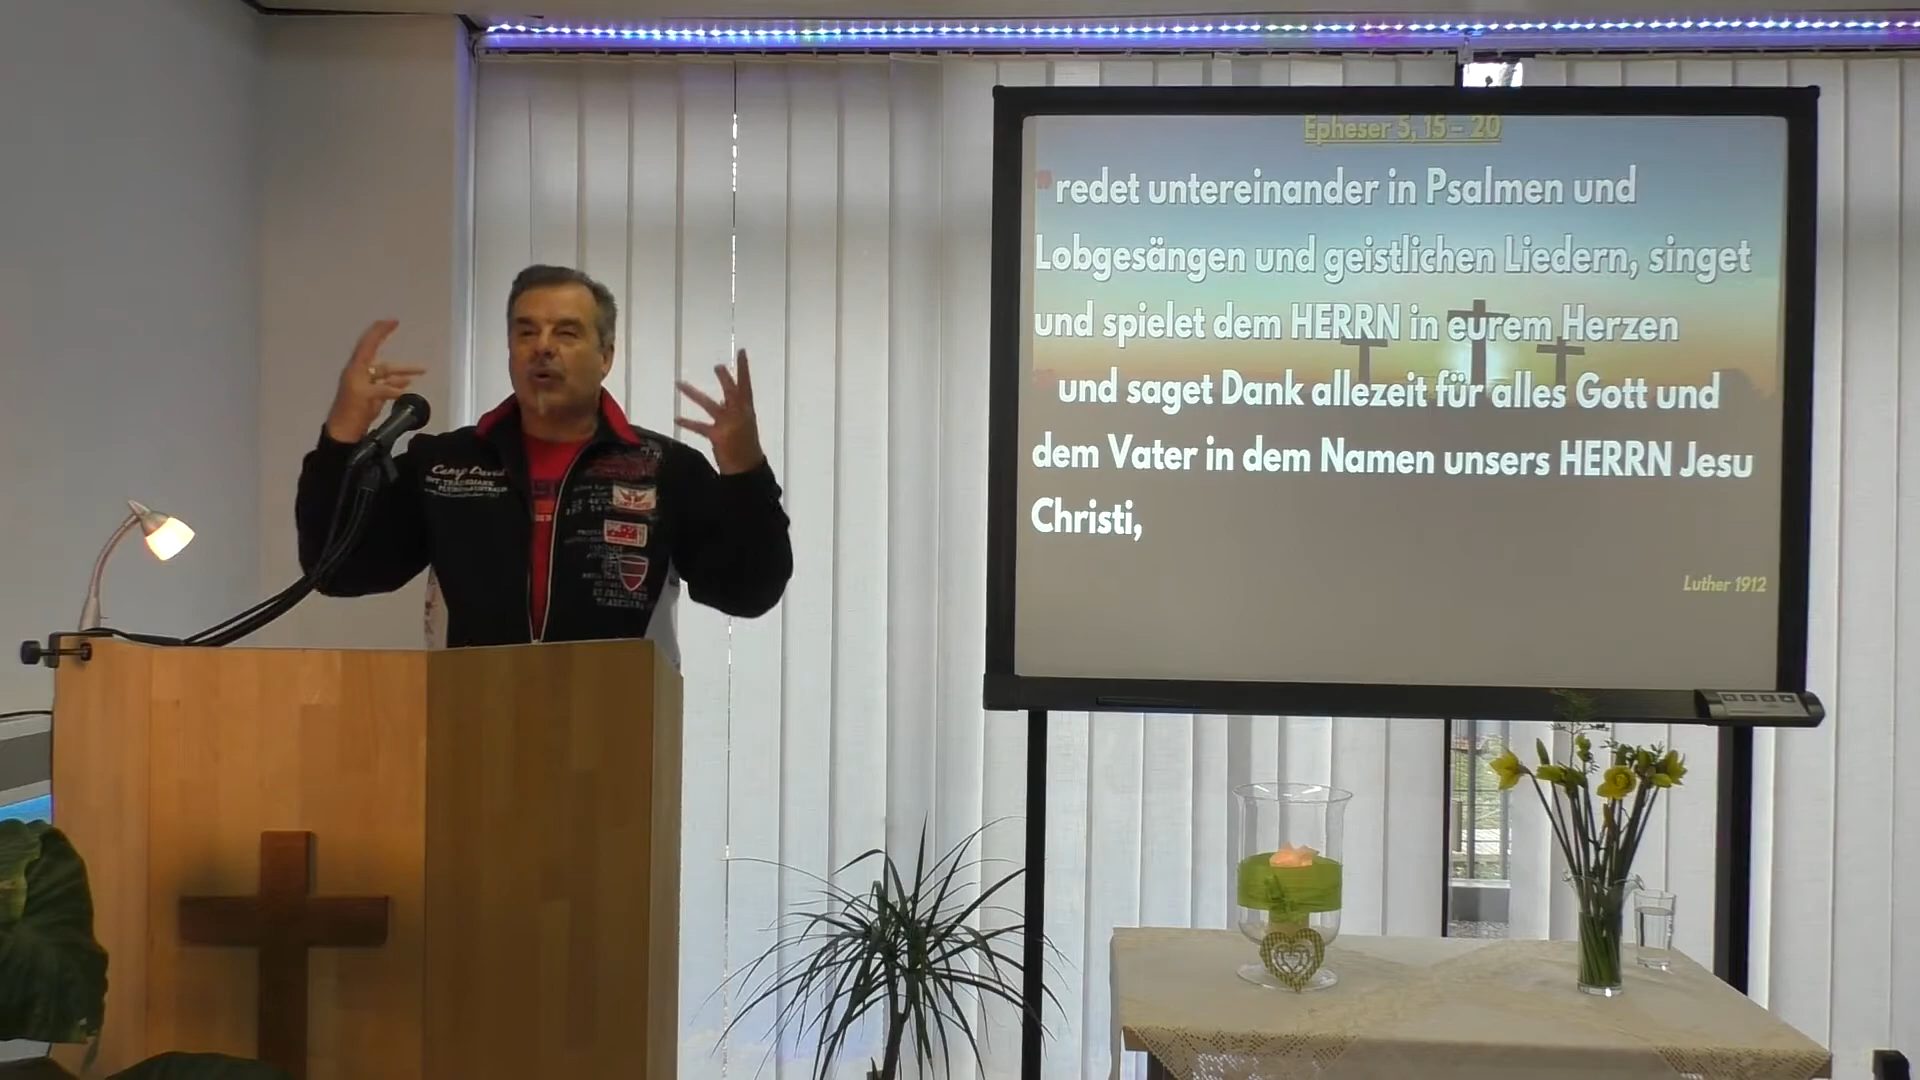 Epheser 5, 15 – 20
redet untereinander in Psalmen und
Lobgesängen und geistlichen Liedern, singet
und spielet dem HERRN in eurem Herzen
und saget Dank allezeit für alles Gott und
dem Vater in dem Namen unsers HERRN Jesu
Christi,
Luther 1912
Camp David
INT. TRADEMARK